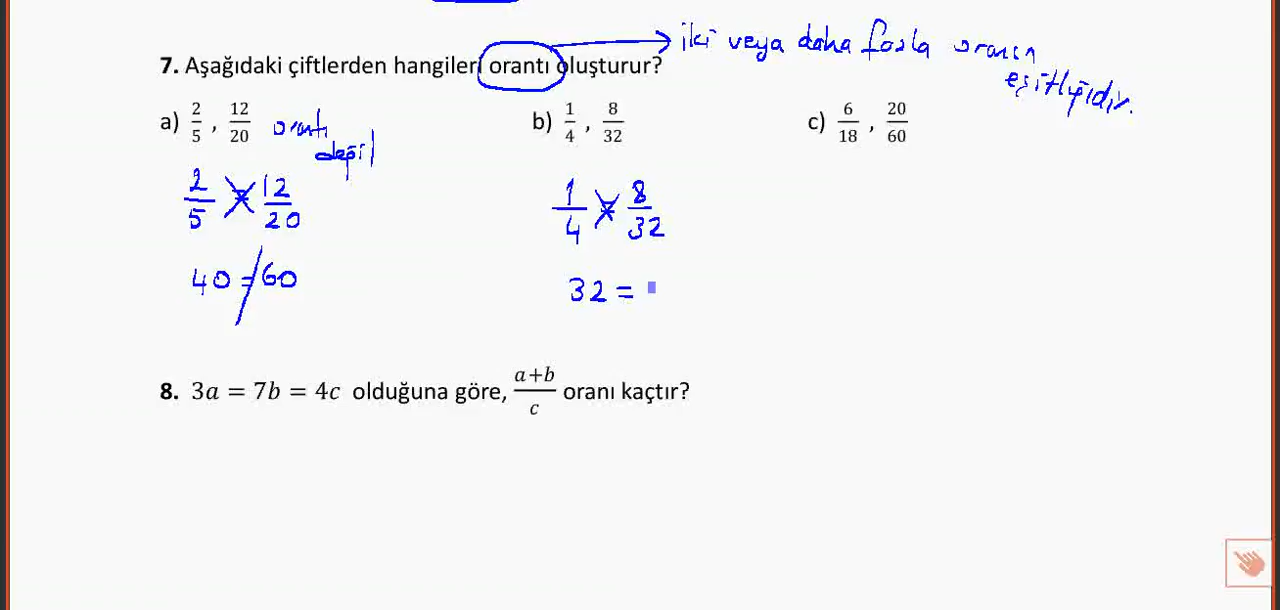 iki veya daha fazla oranın
eşitliğidir.
7. Aşağıdaki çiftlerden hangileri orantı oluşturur?
a) 2/5 , 12/20 orantı değil
b) 1/4 , 8/32
c) 6/18 , 20/60
2/5 = 12/20
1/4 = 8/32
40 ≠ 60
32 =
8. 3a = 7b = 4c olduğuna göre, (a+b)/c oranı kaçtır?